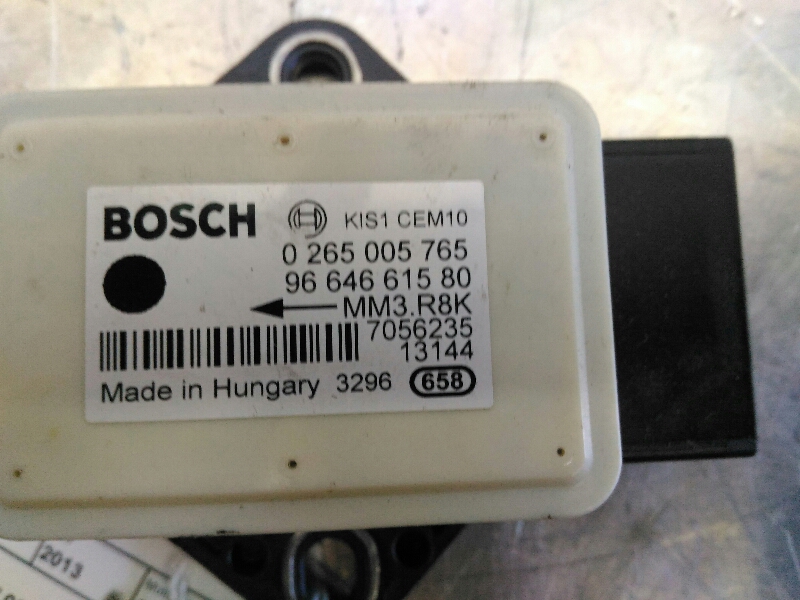 BOSCH KIS1 CEM10
0 265 005 765
96 646 615 80
MM3.R8K
7056235
13144
Made in Hungary 3296 658
2013